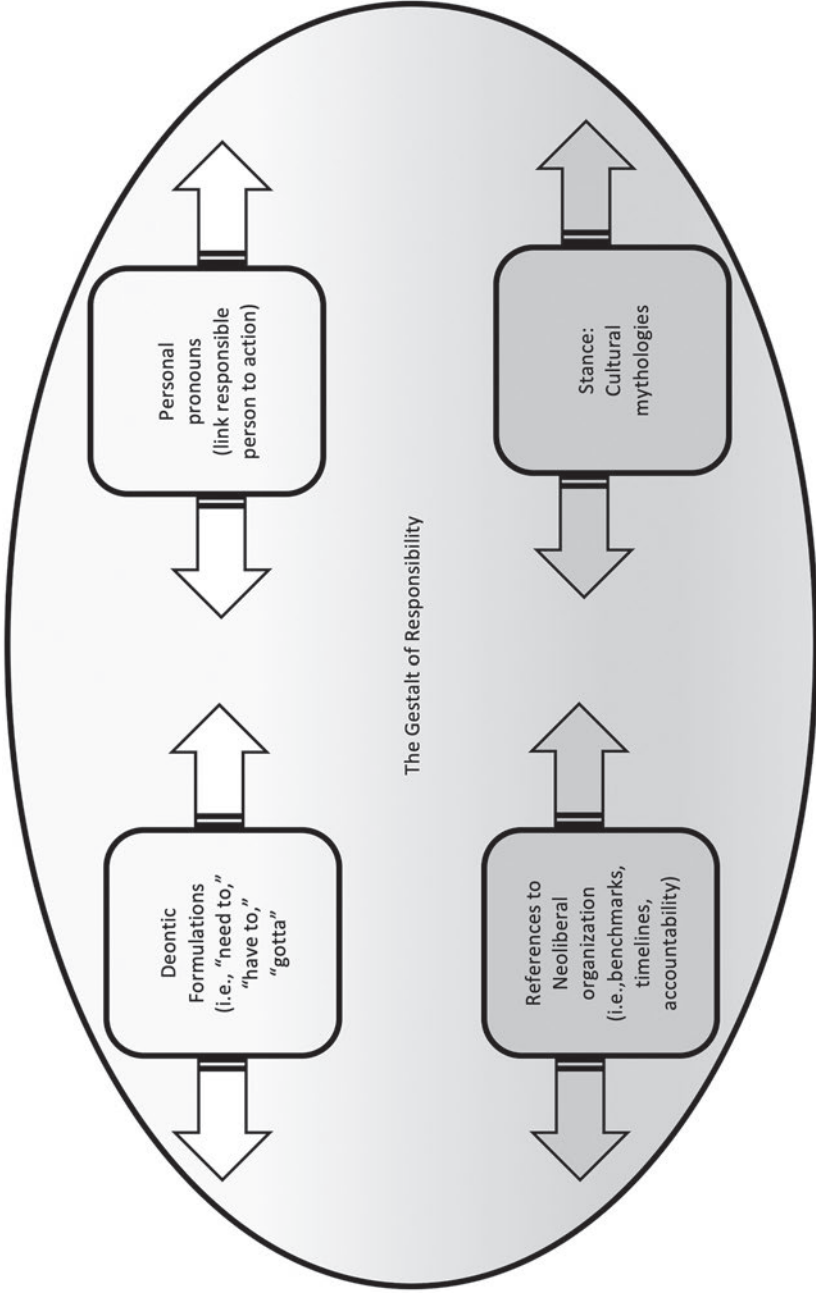 Deontic
Formulations
(i.e., “need to,”
“have to,”
“gotta”
Personal
pronouns
(link responsible
person to action)
The Gestalt of Responsibility
References to
Neoliberal
organization
(i.e.,benchmarks,
timelines,
accountability)
Stance:
Cultural
mythologies